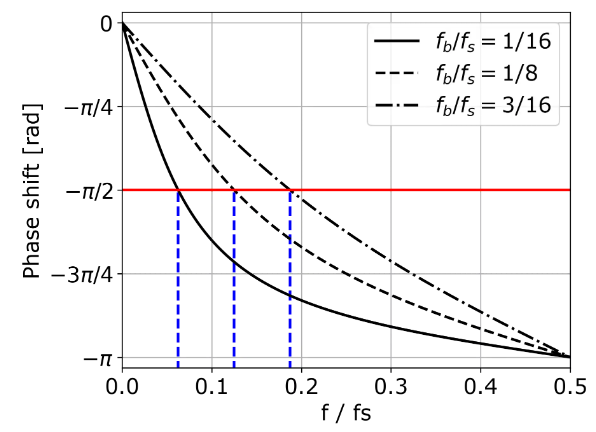 0
−π/4
−π/2
−3π/4
−π
Phase shift [rad]
f_b/f_s = 1/16
f_b/f_s = 1/8
f_b/f_s = 3/16
0.0 0.1 0.2 0.3 0.4 0.5
f / fs